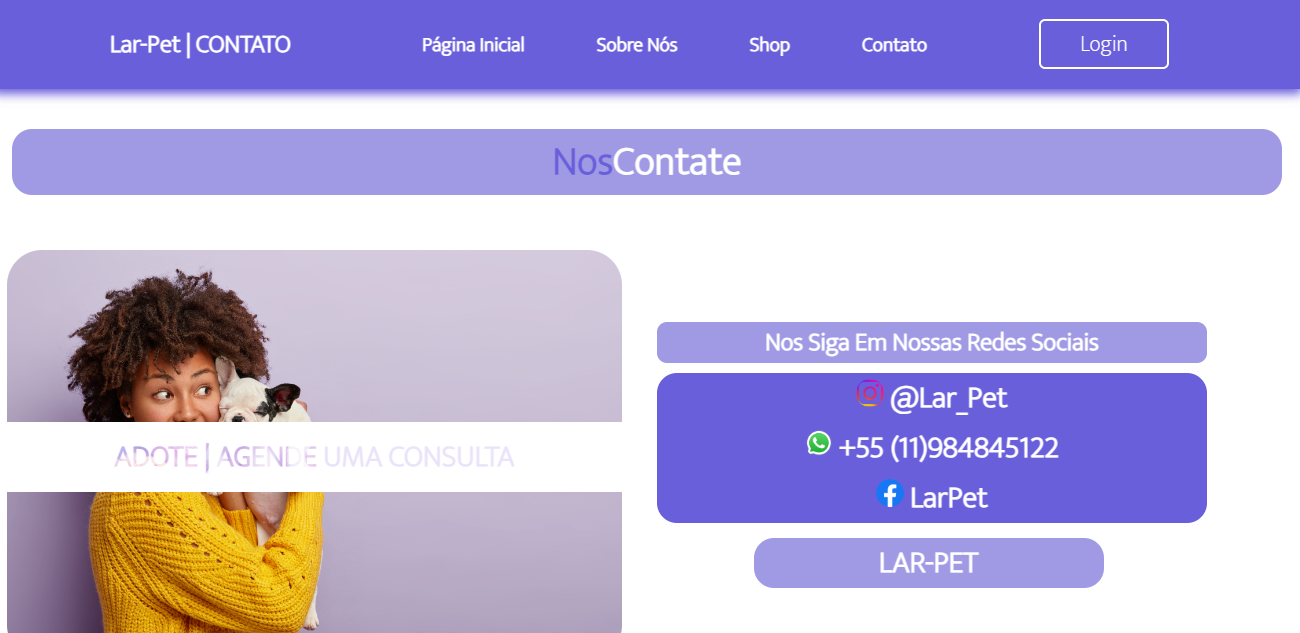 Lar-Pet | CONTATO
Página Inicial
Sobre Nós
Shop
Contato
Login
NosContate
ADOTE | AGENDE UMA CONSULTA
Nos Siga Em Nossas Redes Sociais
@Lar_Pet
+55 (11)984845122
LarPet
LAR-PET